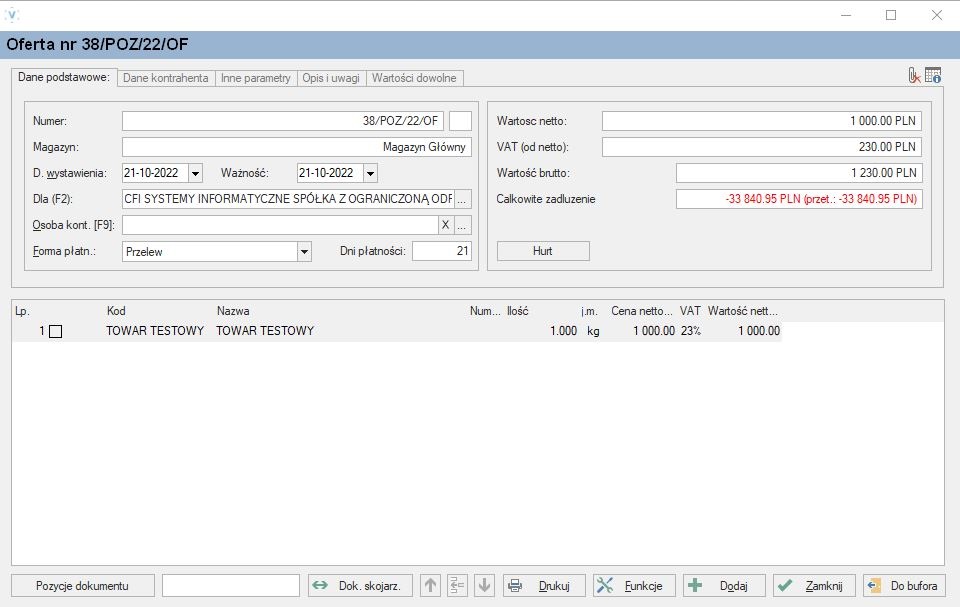 Oferta nr 38/POZ/22/OF
Dane podstawowe: Dane kontrahenta Inne parametry Opis i uwagi Wartości dowolne
Numer: 38/POZ/22/OF
Magazyn: Magazyn Główny
D. wystawienia: 21-10-2022 Ważność: 21-10-2022
Dla (F2): CFI SYSTEMY INFORMATYCZNE SPÓŁKA Z OGRANICZONĄ ODF ...
Osoba kont. [F9]: X ...
Forma płatn.: Przelew Dni płatności: 21
Wartosc netto: 1 000.00 PLN
VAT (od netto): 230.00 PLN
Wartość brutto: 1 230.00 PLN
Calkowite zadluzenie -33 840.95 PLN (przet.: -33 840.95 PLN)
Hurt
Lp. Kod Nazwa Num... Ilość j.m. Cena netto... VAT Wartość nett...
1 TOWAR TESTOWY TOWAR TESTOWY 1.000 kg 1 000.00 23% 1 000.00
Pozycje dokumentu Dok. skojarz. Drukuj Funkcje Dodaj Zamknij Do bufora